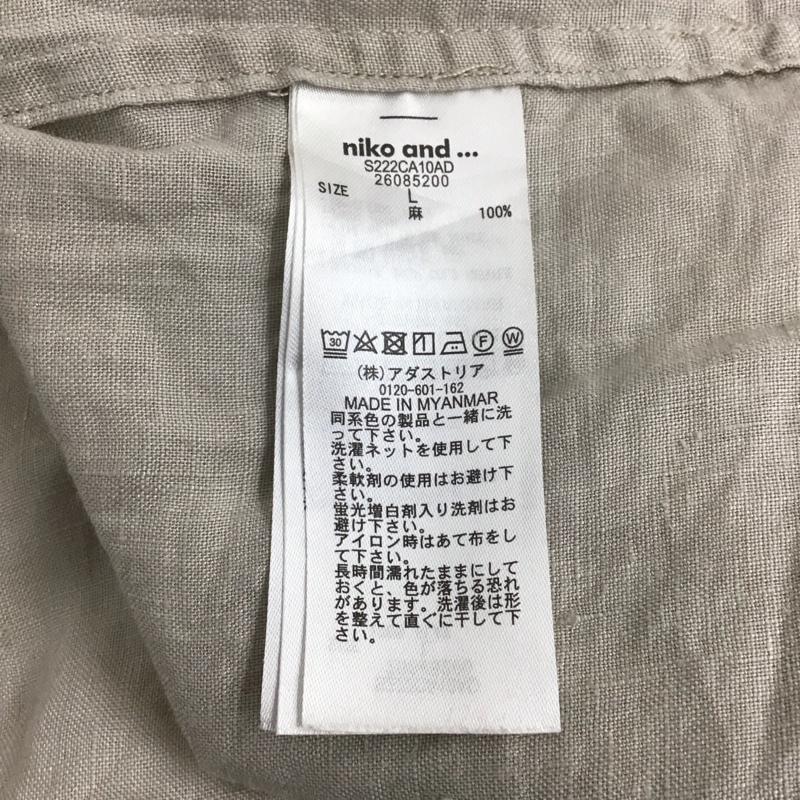 niko and ...
S222CA10AD
26085200
SIZE L
麻 100%
30 F W
(株)アダストリア
0120-601-162
MADE IN MYANMAR
同系色の製品と一緒に洗
って下さい。
洗濯ネットを使用して下
さい。
柔軟剤の使用はお避け下
さい。
蛍光増白剤入り洗剤はお
避け下さい。
アイロン時はあて布をし
て下さい。
長時間濡れたままにして
おくと、色が落ちる恐れ
があります。洗濯後は形
を整えて直ぐに干して下
さい。